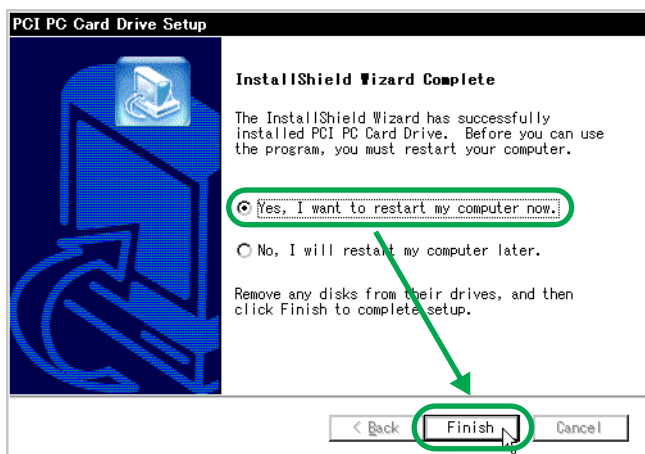 PCI PC Card Drive Setup
InstallShield Wizard Complete
The InstallShield Wizard has successfully
installed PCI PC Card Drive. Before you can use
the program, you must restart your computer.
Yes, I want to restart my computer now.
No, I will restart my computer later.
Remove any disks from their drives, and then
click Finish to complete setup.
< Back Finish Cancel